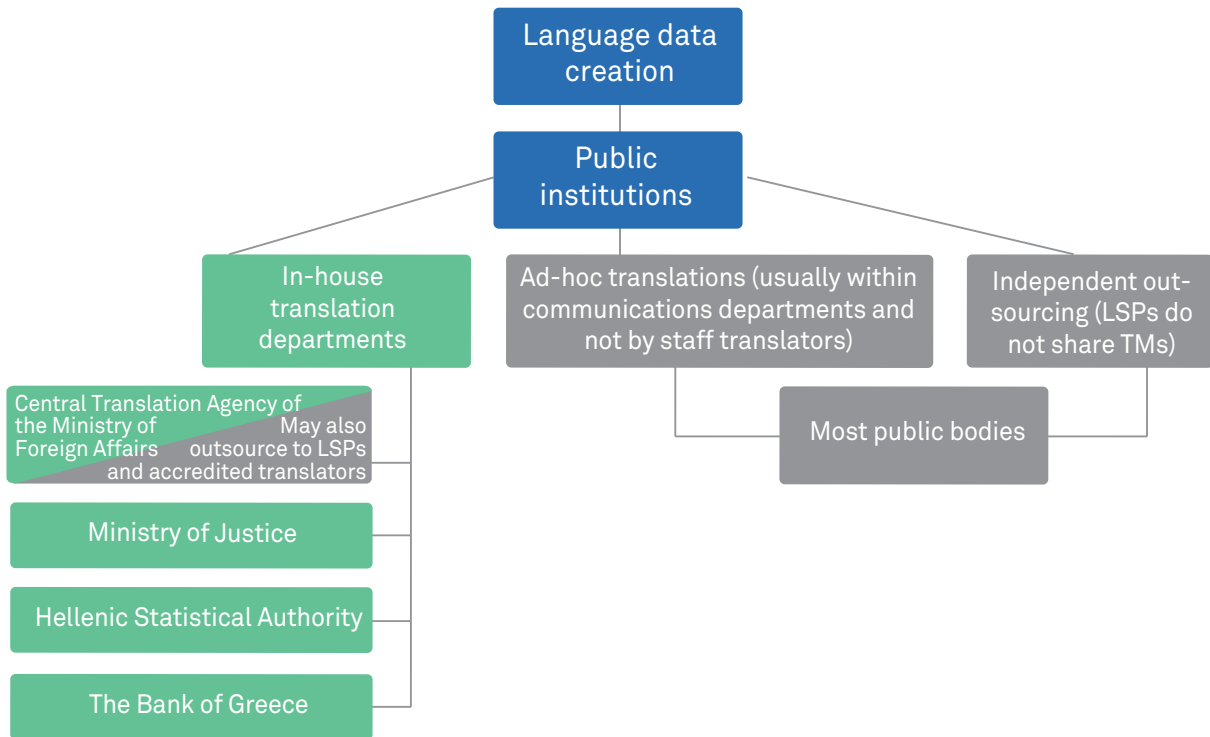 Language data
creation
Public
institutions
In-house
translation
departments
Ad-hoc translations (usually within
communications departments and
not by staff translators)
Independent out-
sourcing (LSPs do
not share TMs)
Central Translation Agency of
the Ministry of
Foreign Affairs
May also
outsource to LSPs
and accredited translators
Most public bodies
Ministry of Justice
Hellenic Statistical Authority
The Bank of Greece